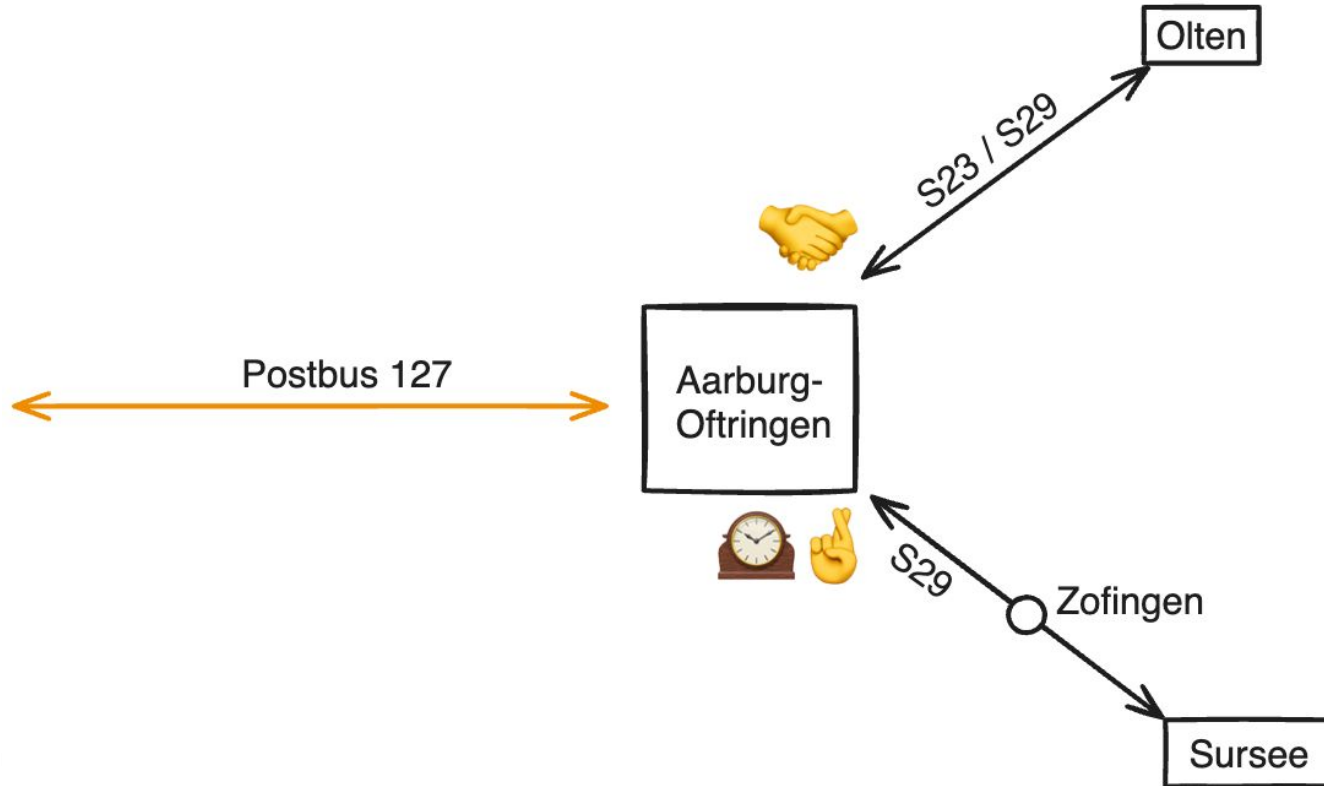 Olten
S23 / S29
Postbus 127
Aarburg-
Oftringen
S29
Zofingen
Sursee